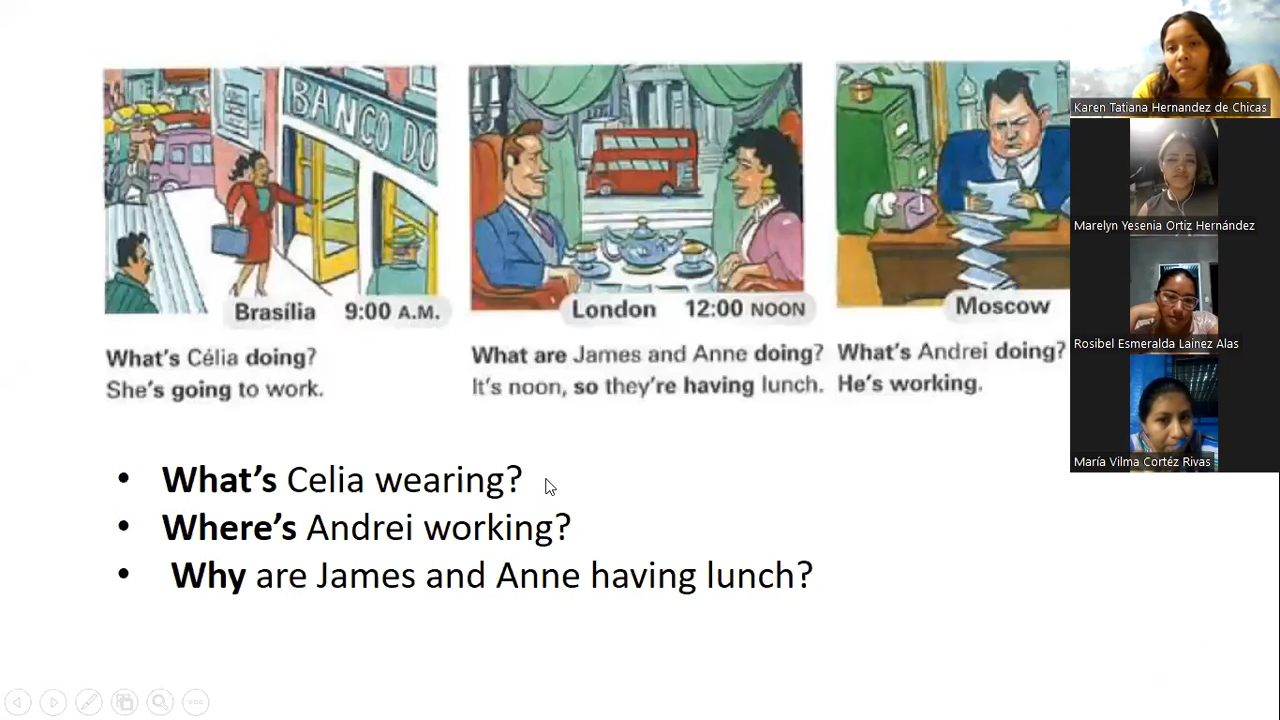 BANCO DO
Brasília 9:00 A.M.
London 12:00 NOON
Moscow
What's Célia doing?
She's going to work.
What are James and Anne doing?
It's noon, so they're having lunch.
What's Andrei doing?
He's working.
• What's Celia wearing?
• Where's Andrei working?
• Why are James and Anne having lunch?
Karen Tatiana Hernandez de Chicas
Marelyn Yesenia Ortiz Hernández
Rosibel Esmeralda Lainez Alas
María Vilma Cortéz Rivas